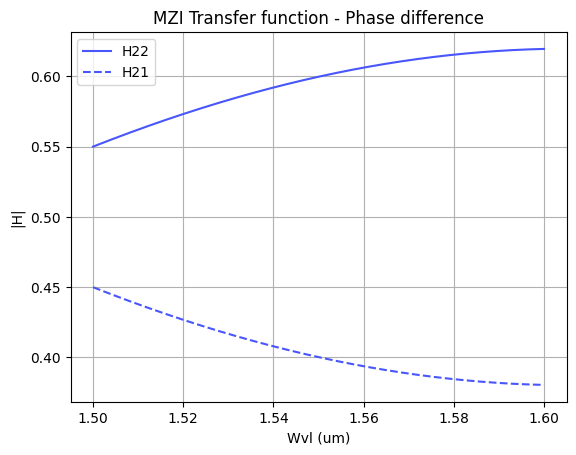 MZI Transfer function - Phase difference
H22
H21
0.60
0.55
0.50
0.45
0.40
|H|
1.50 1.52 1.54 1.56 1.58 1.60
Wvl (um)